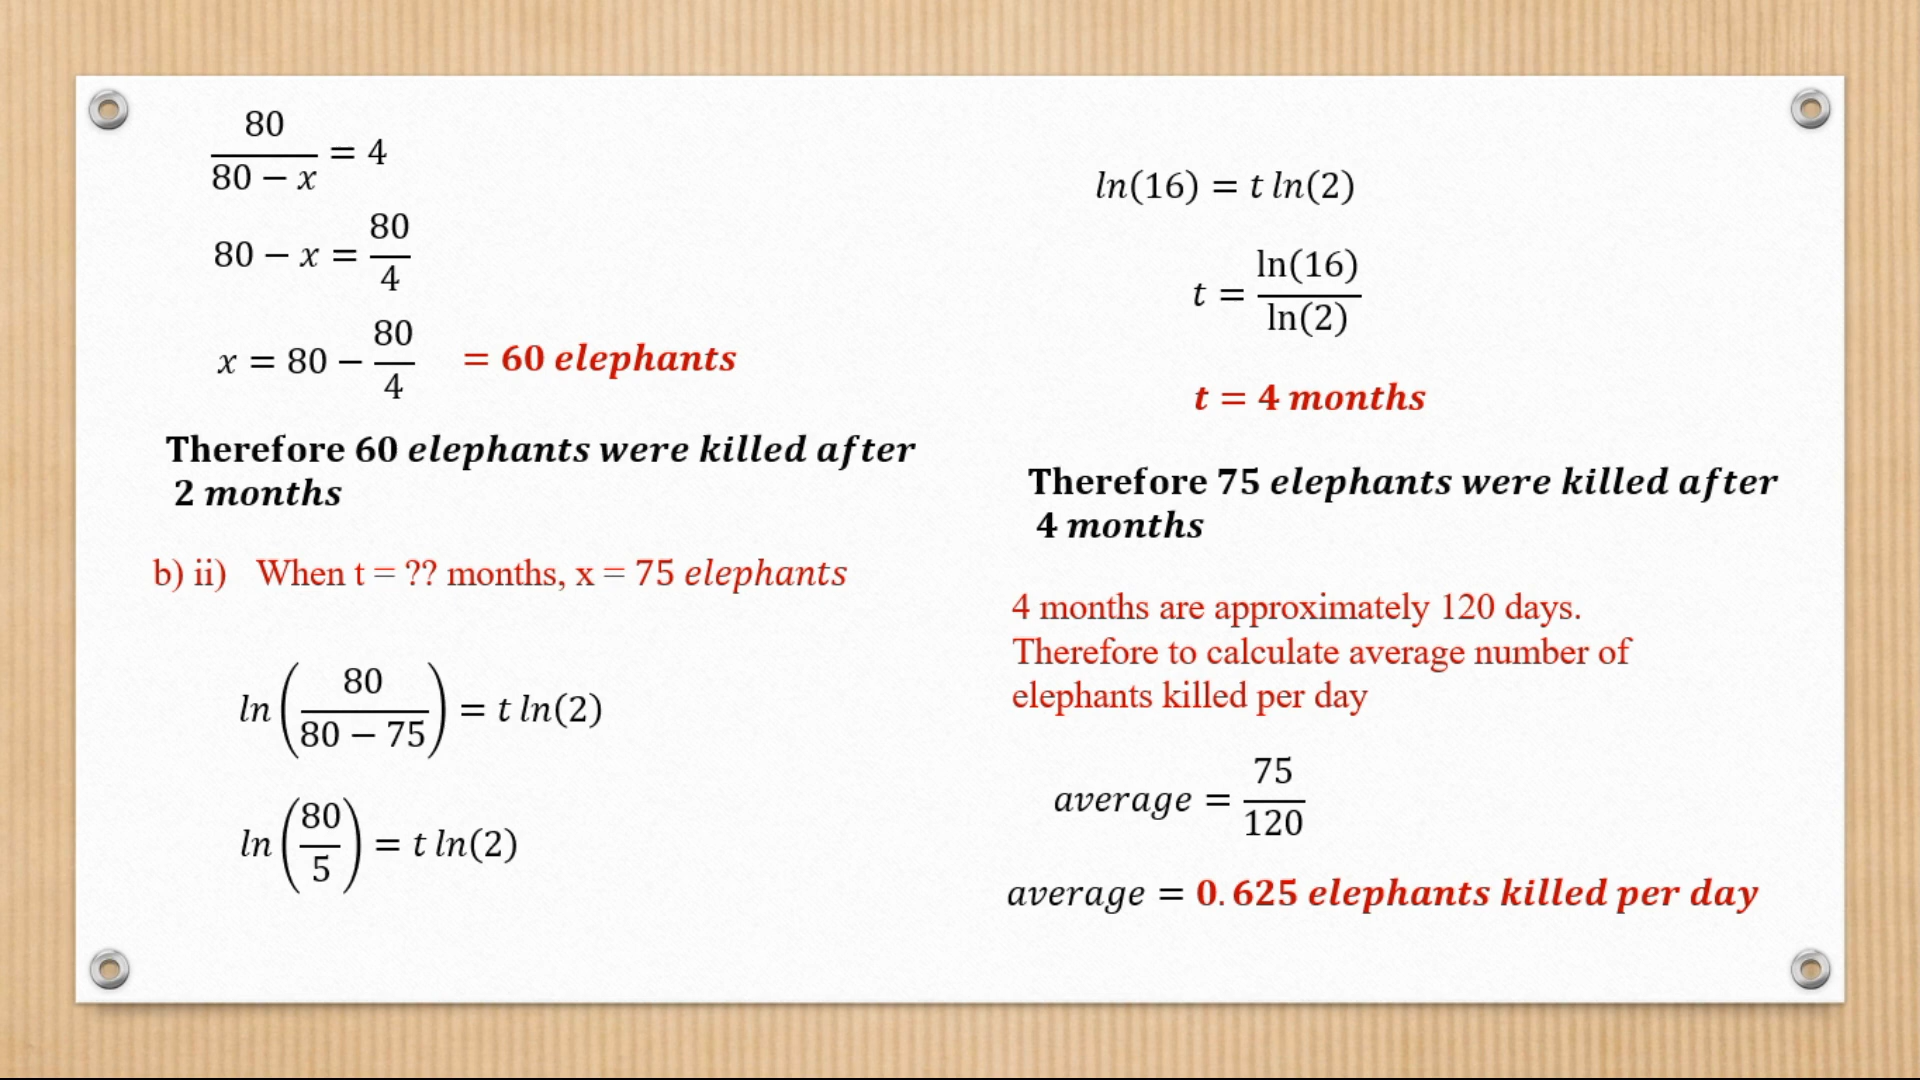 80/(80 − x) = 4
80 − x = 80/4
x = 80 − 80/4 = 60 elephants
Therefore 60 elephants were killed after
2 months
b) ii) When t = ?? months, x = 75 elephants
ln(80/(80 − 75)) = t ln(2)
ln(80/5) = t ln(2)
ln(16) = t ln(2)
t = ln(16)/ln(2)
t = 4 months
Therefore 75 elephants were killed after
4 months
4 months are approximately 120 days.
Therefore to calculate average number of
elephants killed per day
average = 75/120
average = 0.625 elephants killed per day